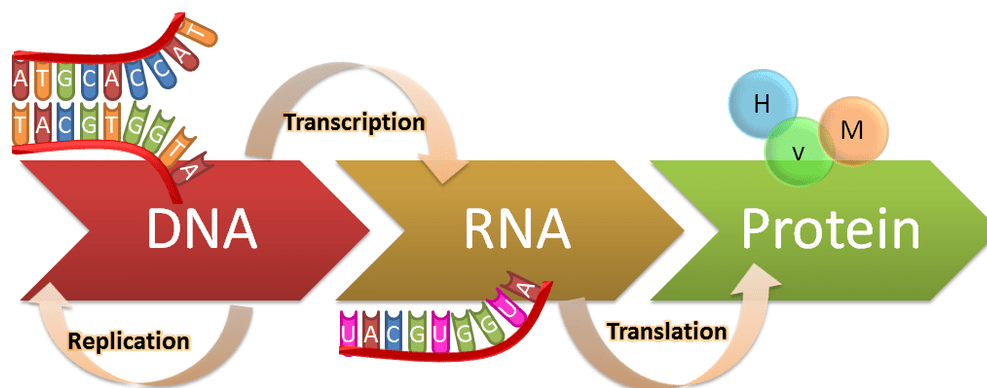 ATGCACCAT
TACGTGGTA
Transcription
H
v
M
DNA
RNA
Protein
Replication
UACGUGGUA
Translation